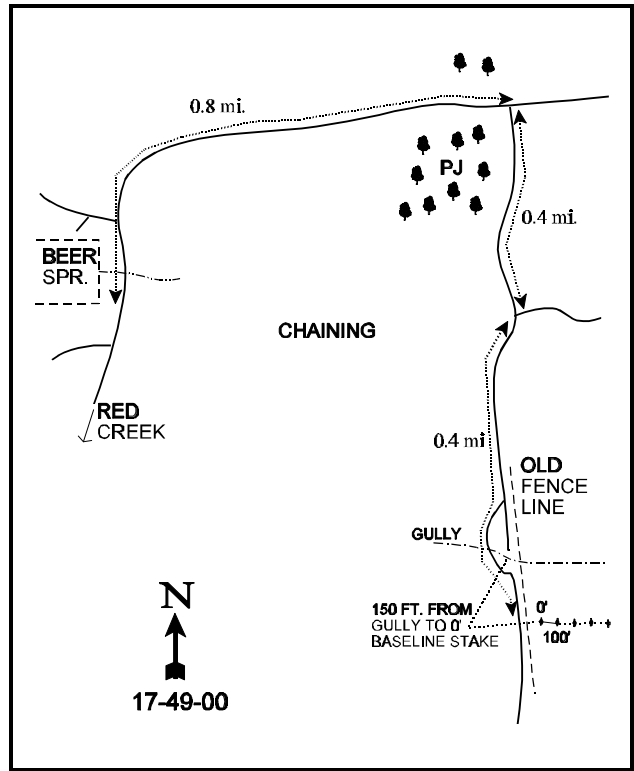 0.8 mi.
PJ
0.4 mi.
BEER
SPR.
CHAINING
RED
CREEK
0.4 mi
OLD
FENCE
LINE
GULLY
N
150 FT. FROM
GULLY TO 0'
BASELINE STAKE
0'
100'
17-49-00